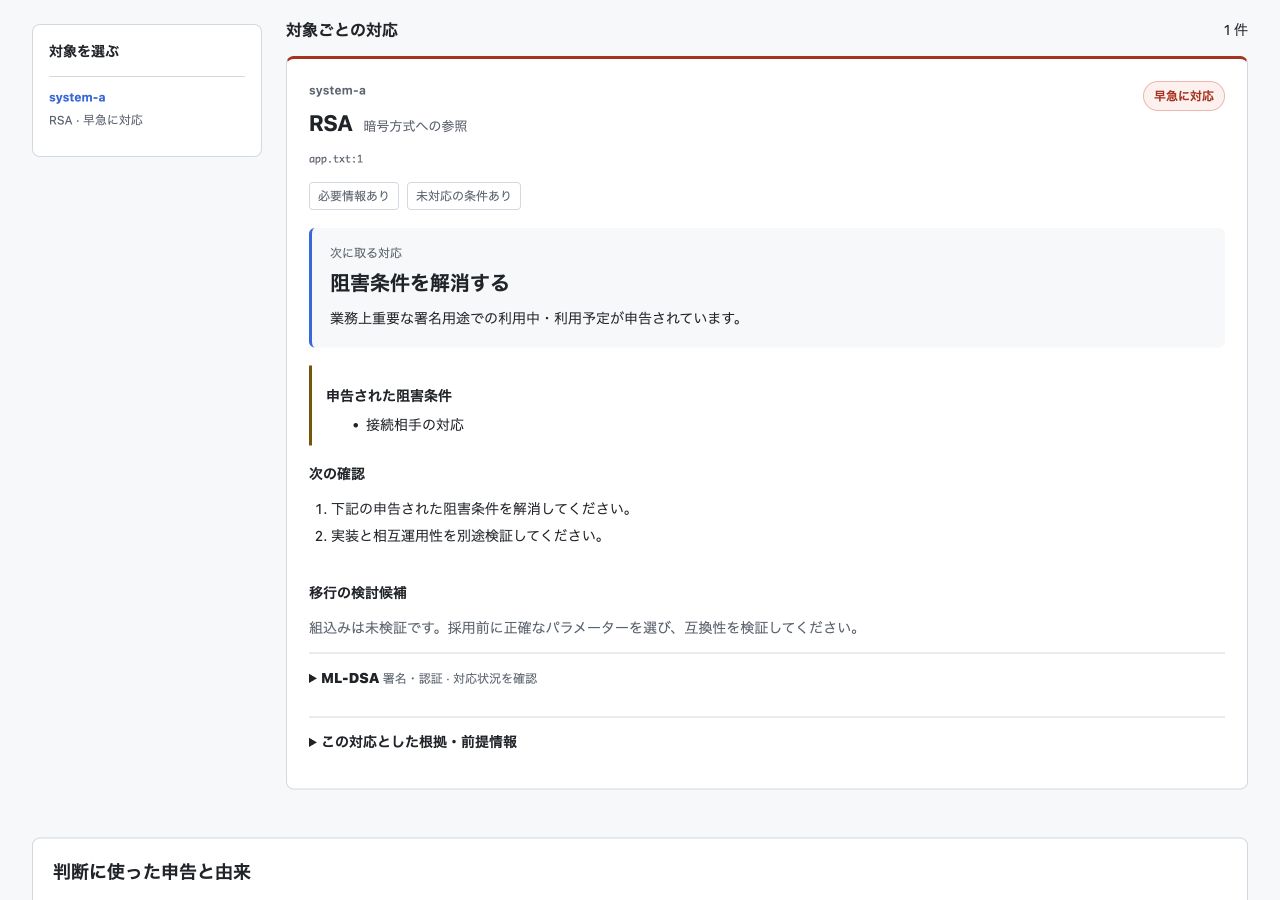 対象を選ぶ
system-a
RSA · 早急に対応
対象ごとの対応
1 件
system-a
早急に対応
RSA 暗号方式への参照
app.txt:1
必要情報あり
未対応の条件あり
次に取る対応
阻害条件を解消する
業務上重要な署名用途での利用中・利用予定が申告されています。
申告された阻害条件
• 接続相手の対応
次の確認
1. 下記の申告された阻害条件を解消してください。
2. 実装と相互運用性を別途検証してください。
移行の検討候補
組込みは未検証です。採用前に正確なパラメーターを選び、互換性を検証してください。
▶ ML-DSA 署名・認証 · 対応状況を確認
▶ この対応とした根拠・前提情報
判断に使った申告と由来